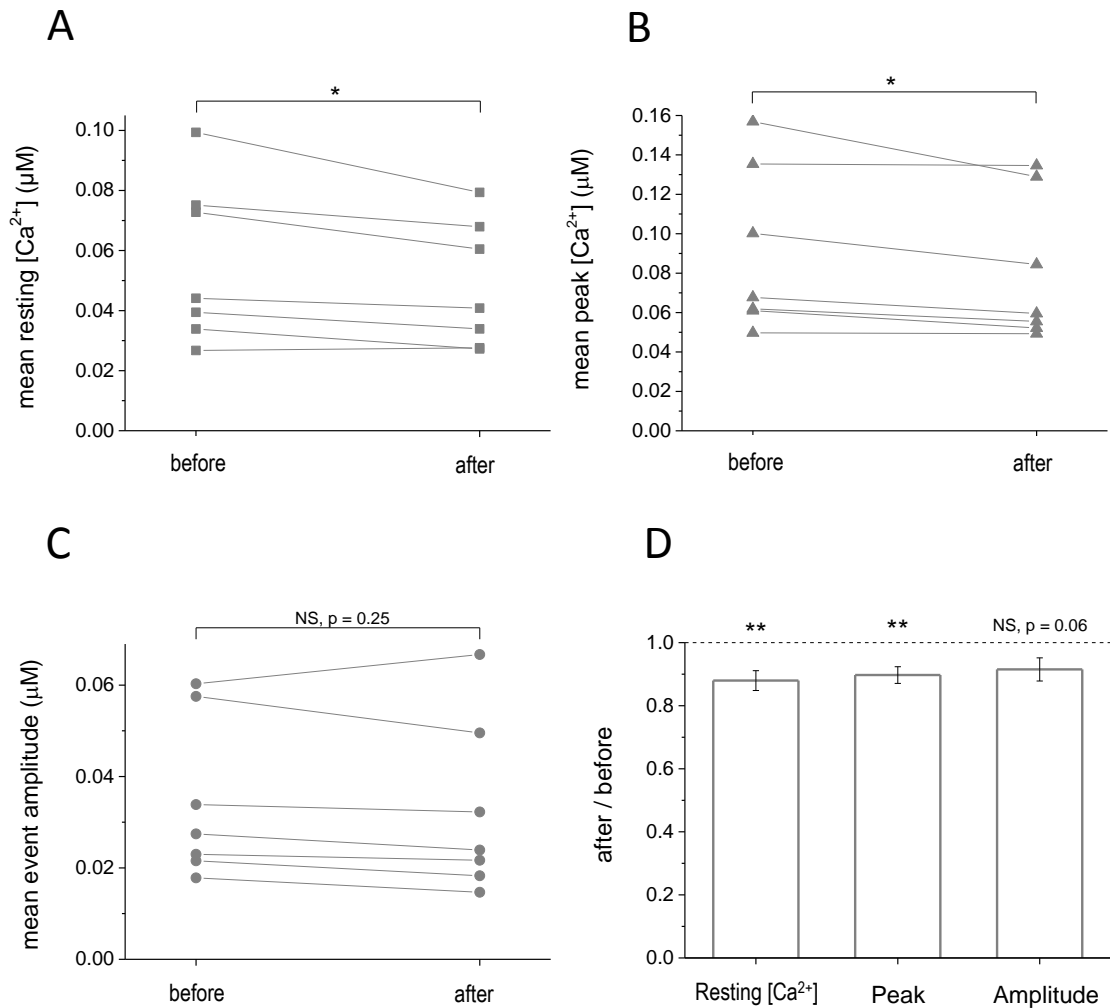 A
*
mean resting [Ca²⁺] (μM)
0.10
0.08
0.06
0.04
0.02
0.00
before
after
B
*
mean peak [Ca²⁺] (μM)
0.16
0.14
0.12
0.10
0.08
0.06
0.04
0.02
0.00
before
after
C
NS, p = 0.25
mean event amplitude (μM)
0.06
0.04
0.02
0.00
before
after
D
**
**
NS, p = 0.06
after / before
1.0
0.8
0.6
0.4
0.2
0.0
Resting [Ca²⁺]
Peak
Amplitude